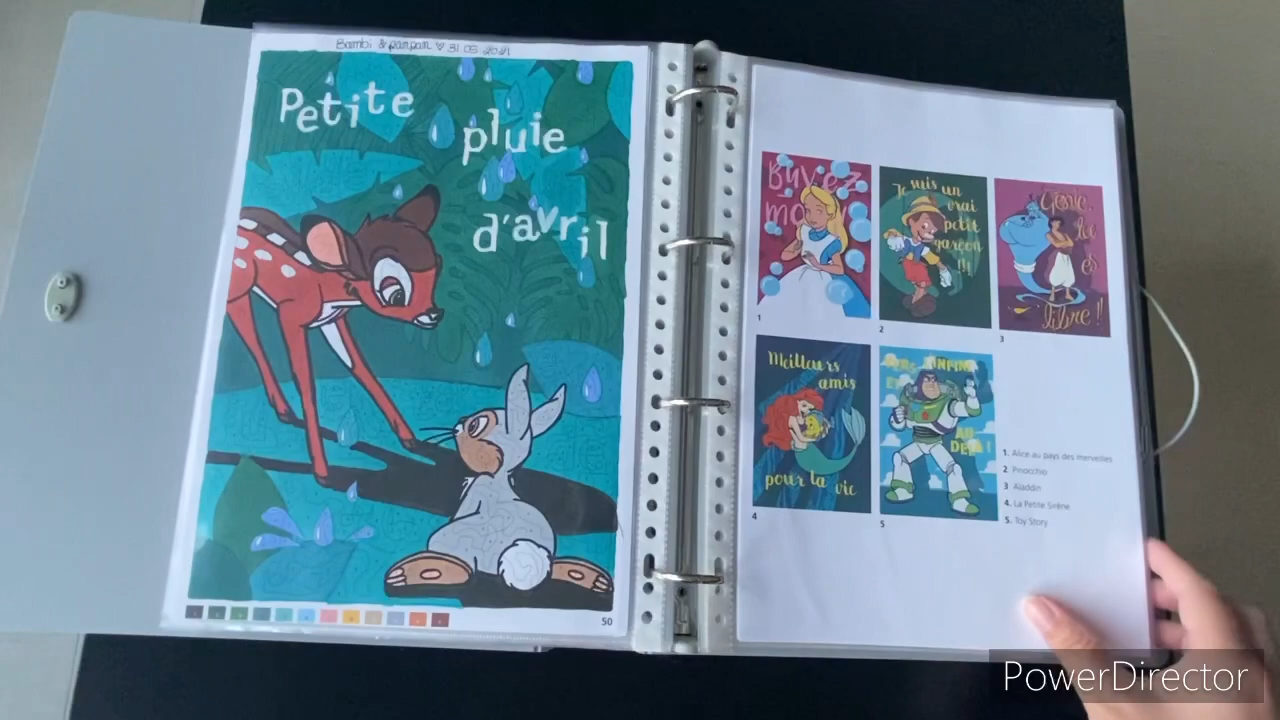 Bambi & panpan ♡ 31.05.2021
Petite
pluie
d'avril
50
Buvez
moi
1
Je suis un
vrai
petit
garçon
!!!
2
Génie,
tu
es
libre !!
3
Meilleurs
amis
pour la vie
4
VERS L'INFINI
ET
AU
DELÀ !
5
1. Alice au pays des merveilles
2 Pinocchio
3 Aladdin
4. La Petite Sirène
5. Toy Story
PowerDirector